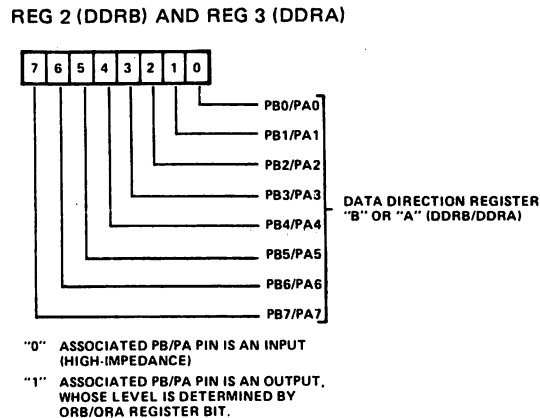 REG 2 (DDRB) AND REG 3 (DDRA)
7 6 5 4 3 2 1 0
PB0/PA0
PB1/PA1
PB2/PA2
PB3/PA3
PB4/PA4
PB5/PA5
PB6/PA6
PB7/PA7
DATA DIRECTION REGISTER
"B" OR "A" (DDRB/DDRA)
"0" ASSOCIATED PB/PA PIN IS AN INPUT
(HIGH-IMPEDANCE)
"1" ASSOCIATED PB/PA PIN IS AN OUTPUT,
WHOSE LEVEL IS DETERMINED BY
ORB/ORA REGISTER BIT.